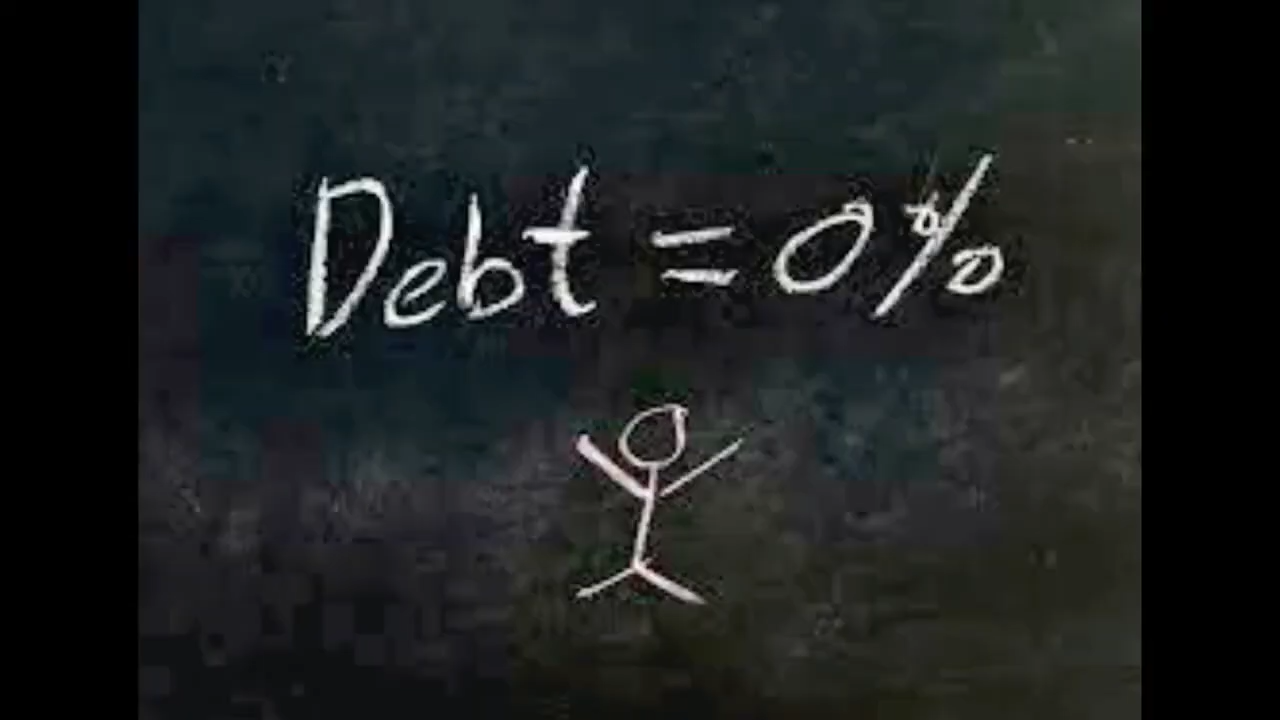 Debt = 0%